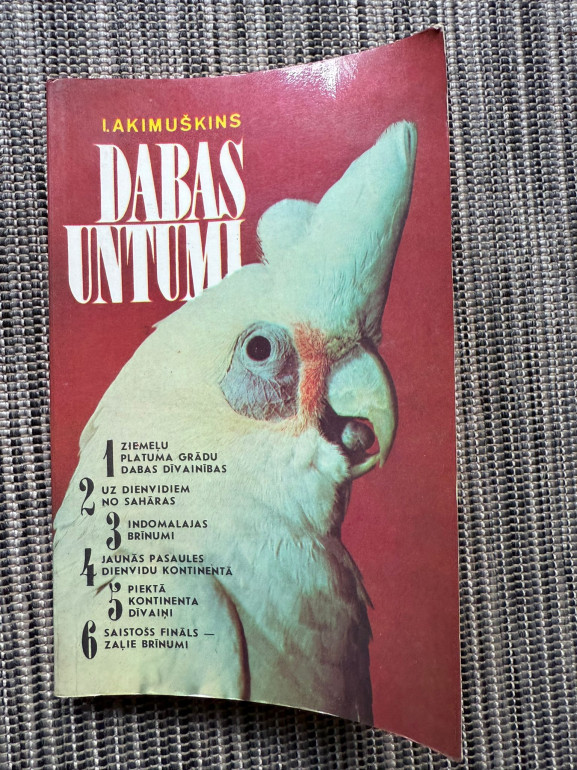 I. AKIMUŠKINS
DABAS
UNTUMI
1 ZIEMEĻU
PLATUMA GRĀDU
DABAS DĪVAINĪBAS
2 UZ DIENVIDIEM
NO SAHĀRAS
3 INDOMALAJAS
BRĪNUMI
4 JAUNĀS PASAULES
DIENVIDU KONTINENTĀ
5 PIEKTĀ
KONTINENTA
DĪVAIŅI
6 SAISTOŠS FINĀLS —
ZAĻIE BRĪNUMI